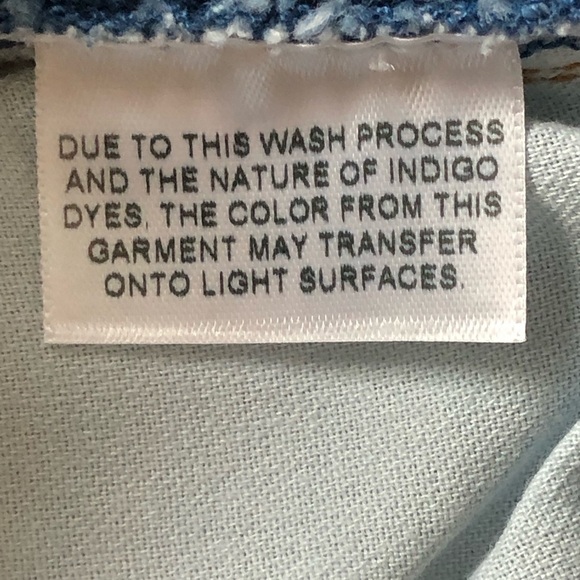 DUE TO THIS WASH PROCESS
AND THE NATURE OF INDIGO
DYES, THE COLOR FROM THIS
GARMENT MAY TRANSFER
ONTO LIGHT SURFACES.